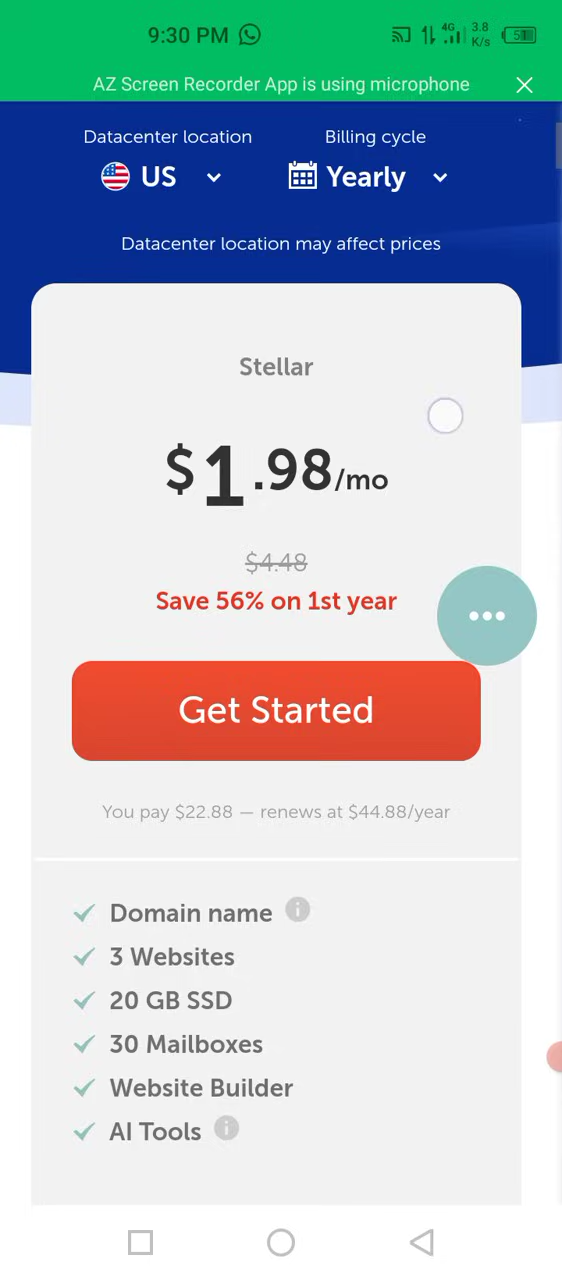 9:30 PM 4G 3.8 K/s
AZ Screen Recorder App is using microphone
Datacenter location Billing cycle
US Yearly
Datacenter location may affect prices
Stellar
$1.98/mo
$4.48
Save 56% on 1st year
Get Started
You pay $22.88 — renews at $44.88/year
Domain name
3 Websites
20 GB SSD
30 Mailboxes
Website Builder
AI Tools